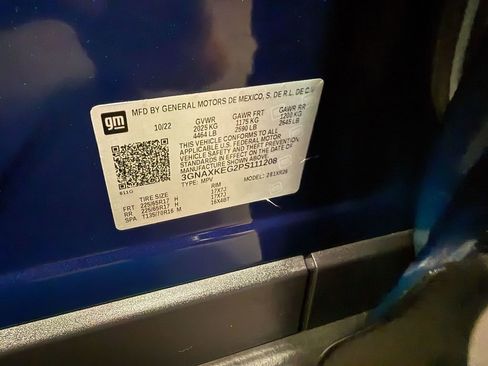 gm
MFD BY GENERAL MOTORS DE MEXICO, S. DE R.L. DE C.V.
10/22 GVWR GAWR FRT GAWR RR
2025 KG 1175 KG 1200 KG
4464 LB 2590 LB 2645 LB
THIS VEHICLE CONFORMS TO ALL
APPLICABLE U.S. FEDERAL MOTOR
VEHICLE SAFETY, BUMPER, AND THEFT
PREVENTION STANDARDS IN EFFECT
ON THE DATE OF
MANUFACTURE SHOWN ABOVE.
3GNAXKEG2PS111208
TYPE: MPV MODEL: 281XR26
TIRE SIZE RIM
FRT 225/65R17 H 17X7J
RR 225/65R17 H 17X7J
SP T135/70R16 M 16X4BT